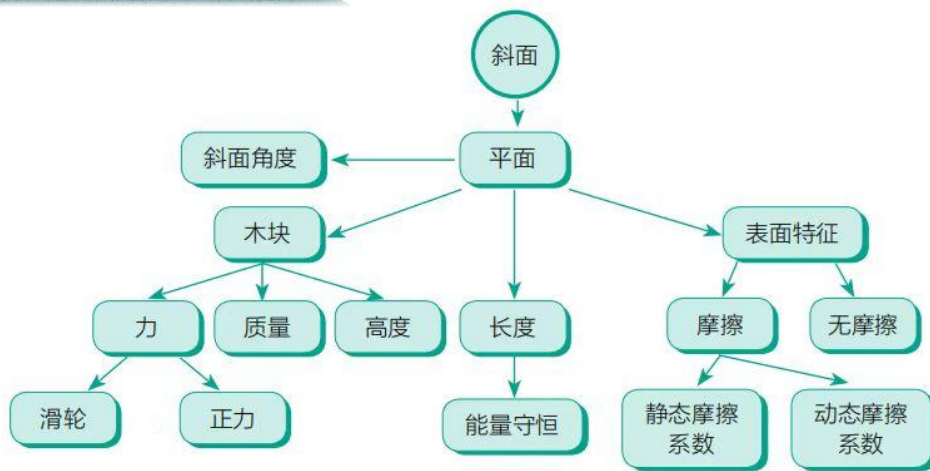 斜面
斜面角度
平面
木块
表面特征
力
质量
高度
长度
摩擦
无摩擦
滑轮
正力
能量守恒
静态摩擦
系数
动态摩擦
系数